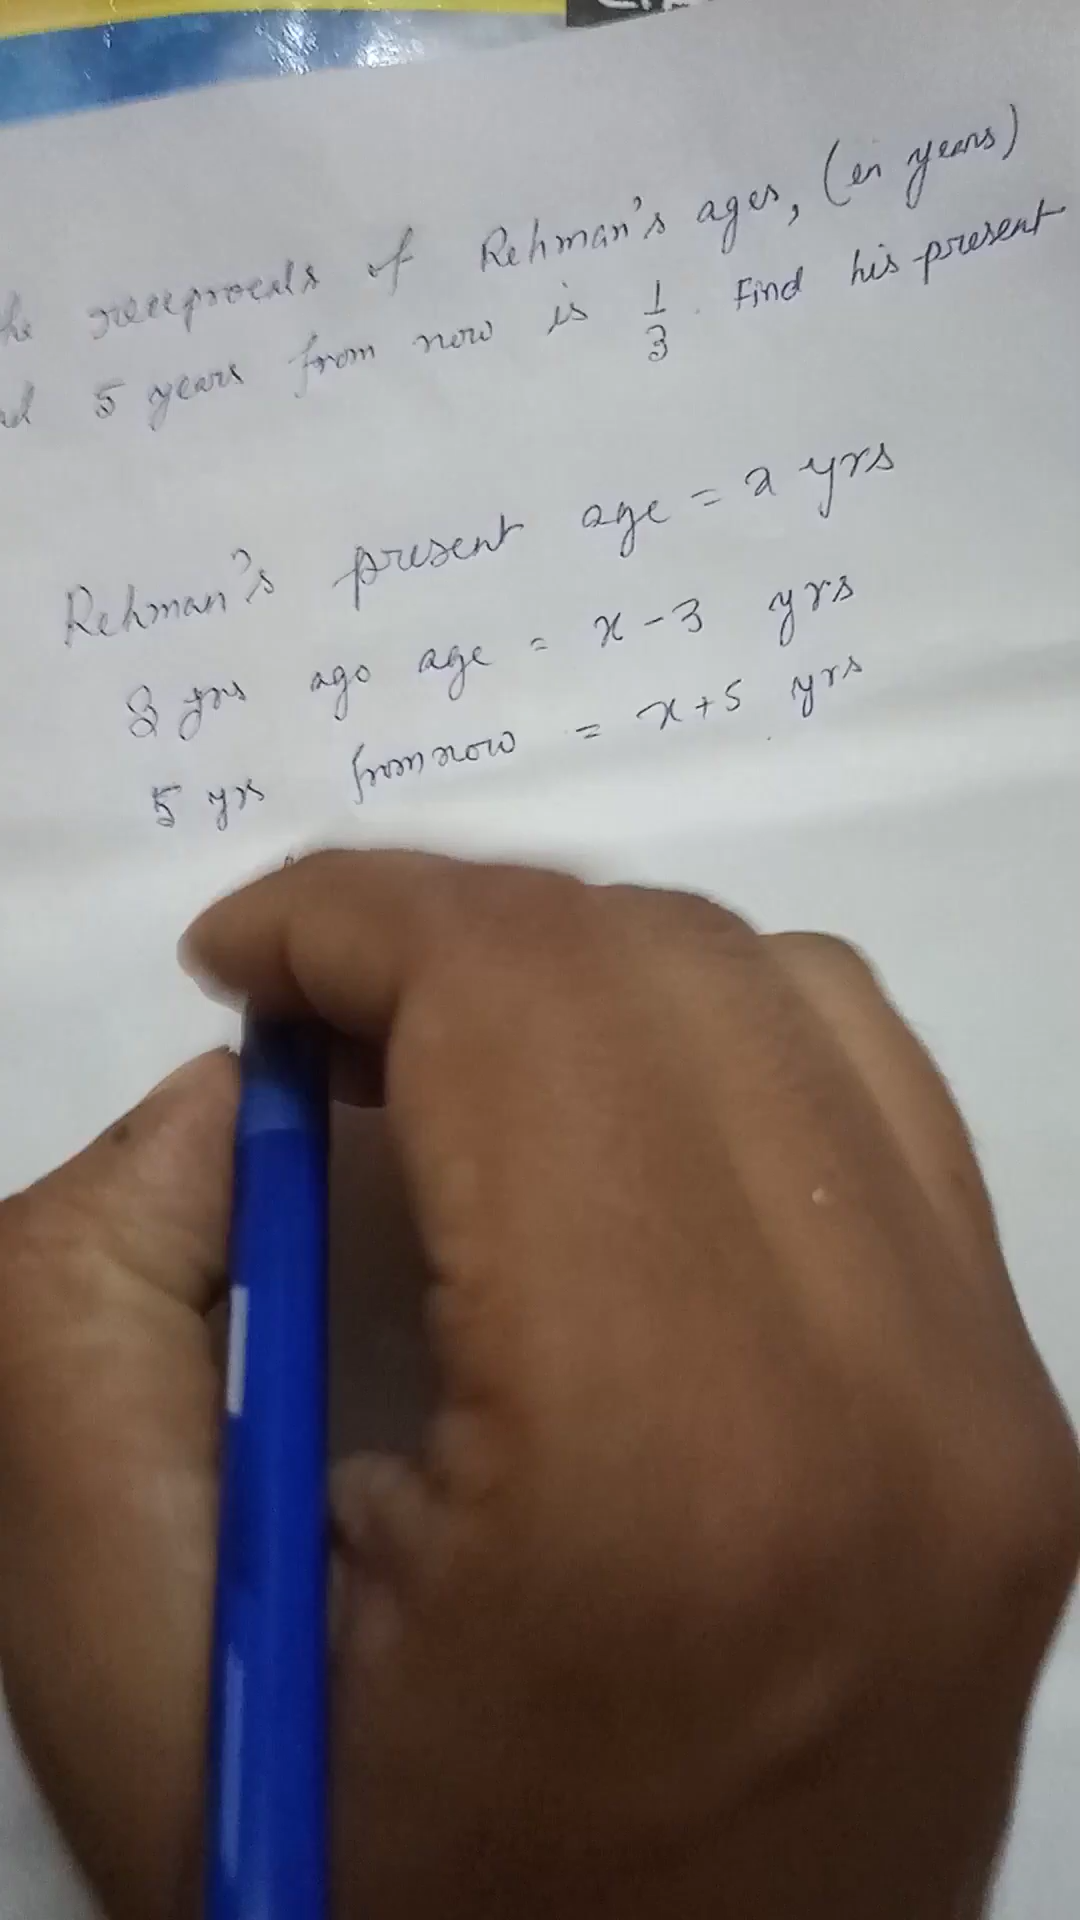 he reciprocals of Rehman's ages, (in years)
5 years from now is 1/3. Find his present
Rehman's present age = x yrs
3 yrs ago age = x-3 yrs
5 yrs from now = x+5 yrs